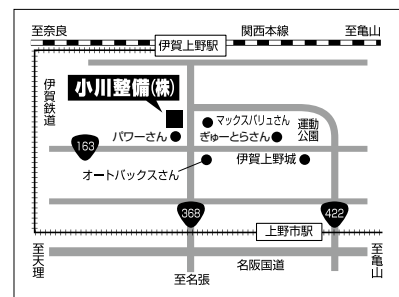 至奈良
関西本線
至亀山
伊賀上野駅
伊賀鉄道
小川整備(株)
マックスバリュさん
運動公園
パワーさん
ぎゅーとらさん
163
伊賀上野城
オートバックスさん
368
422
上野市駅
至天理
名阪国道
至亀山
至名張